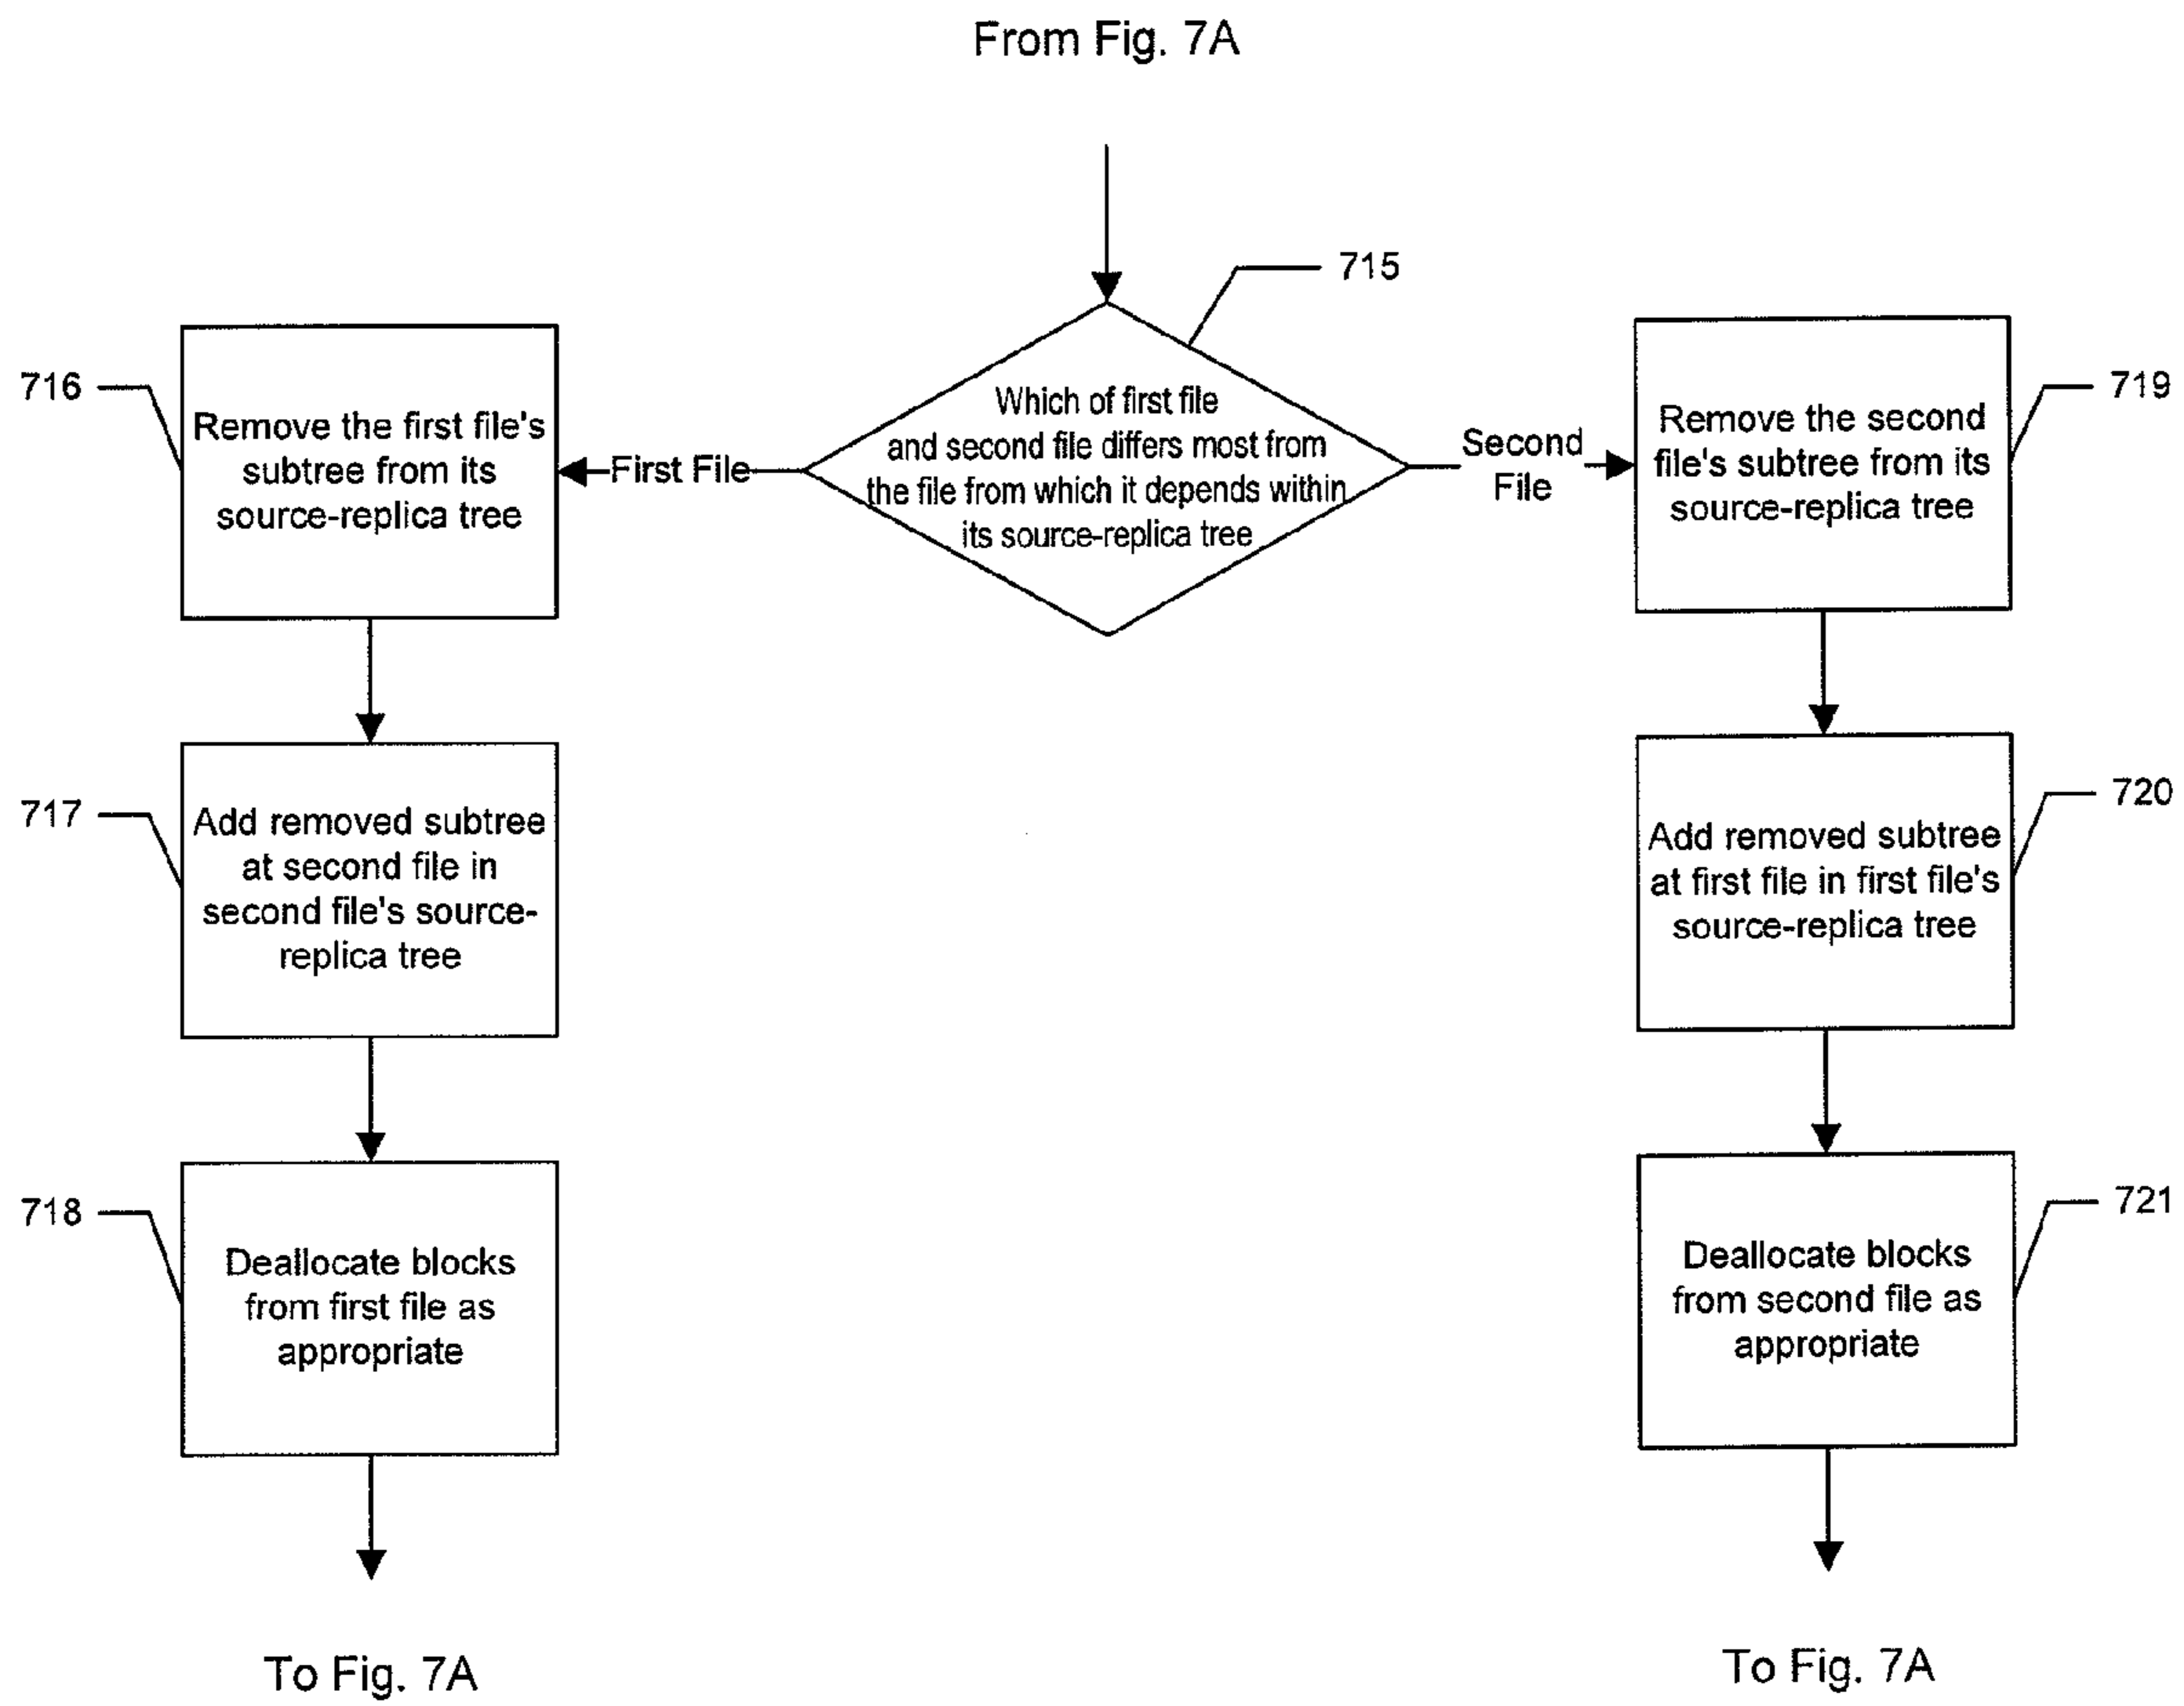 From Fig. 7A
715
Which of first file
and second file differs most from
the file from which it depends within
its source-replica tree
First File
Second
File
716
Remove the first file's
subtree from its
source-replica tree
717
Add removed subtree
at second file in
second file's source-
replica tree
718
Deallocate blocks
from first file as
appropriate
To Fig. 7A
719
Remove the second
file's subtree from its
source-replica tree
720
Add removed subtree
at first file in first file's
source-replica tree
721
Deallocate blocks
from second file as
appropriate
To Fig. 7A